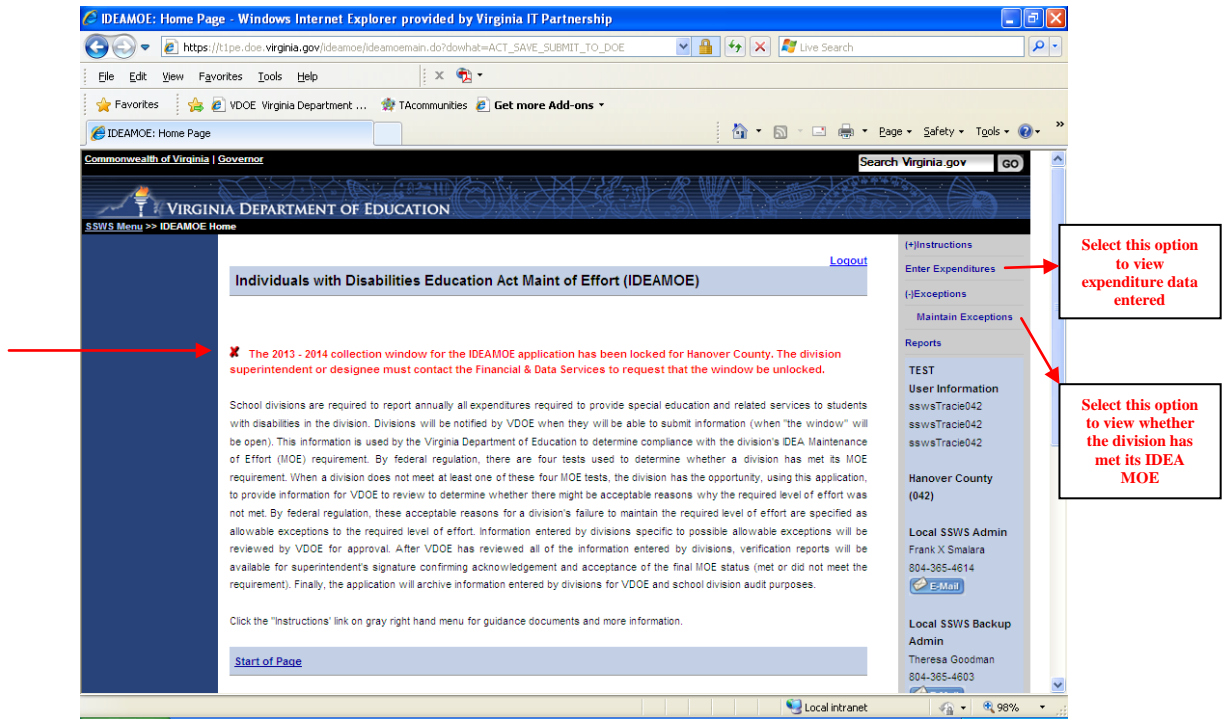 IDEAMOE: Home Page - Windows Internet Explorer provided by Virginia IT Partnership
https://t1pe.doe.virginia.gov/ideamoe/ideamoemain.do?dowhat=ACT_SAVE_SUBMIT_TO_DOE
Live Search
File Edit View Favorites Tools Help
Favorites VDOE Virginia Department ... TAcommunities Get more Add-ons
IDEAMOE: Home Page
Page Safety Tools
Commonwealth of Virginia | Governor
Search Virginia.gov GO
VIRGINIA DEPARTMENT OF EDUCATION
SSWS Menu >> IDEAMOE Home
Logout
Individuals with Disabilities Education Act Maint of Effort (IDEAMOE)
The 2013 - 2014 collection window for the IDEAMOE application has been locked for Hanover County. The division
superintendent or designee must contact the Financial & Data Services to request that the window be unlocked.
School divisions are required to report annually all expenditures required to provide special education and related services to students
with disabilities in the division. Divisions will be notified by VDOE when they will be able to submit information (when "the window" will
be open). This information is used by the Virginia Department of Education to determine compliance with the division's IDEA Maintenance
of Effort (MOE) requirement. By federal regulation, there are four tests used to determine whether a division has met its MOE
requirement. When a division does not meet at least one of these four MOE tests, the division has the opportunity, using this application,
to provide information for VDOE to review to determine whether there might be acceptable reasons why the required level of effort was
not met. By federal regulation, these acceptable reasons for a division's failure to maintain the required level of effort are specified as
allowable exceptions to the required level of effort. Information entered by divisions specific to possible allowable exceptions will be
reviewed by VDOE for approval. After VDOE has reviewed all of the information entered by divisions, verification reports will be
available for superintendent's signature confirming acknowledgement and acceptance of the final MOE status (met or did not meet the
requirement). Finally, the application will archive information entered by divisions for VDOE and school division audit purposes.
Click the "Instructions' link on gray right hand menu for guidance documents and more information.
Start of Page
(+)Instructions
Enter Expenditures
(-)Exceptions
Maintain Exceptions
Reports
TEST
User Information
sswsTracie042
sswsTracie042
sswsTracie042
Hanover County
(042)
Local SSWS Admin
Frank X Smalara
804-365-4614
E-Mail
Local SSWS Backup
Admin
Theresa Goodman
804-365-4603
Select this option
to view
expenditure data
entered
Select this option
to view whether
the division has
met its IDEA
MOE
Local intranet
98%